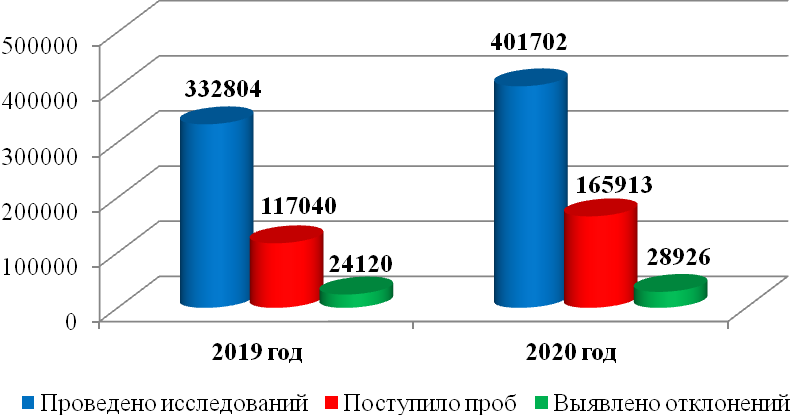 500000
400000
300000
200000
100000
0
332804
117040
24120
401702
165913
28926
2019 год
2020 год
Проведено исследований
Поступило проб
Выявлено отклонений